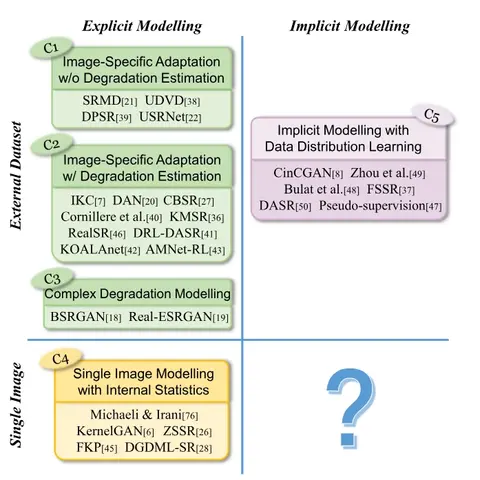 Explicit Modelling
Implicit Modelling
External Dataset
C1
Image-Specific Adaptation
w/o Degradation Estimation
SRMD[21] UDVD[38]
DPSR[39] USRNet[22]
C2
Image-Specific Adaptation
w/ Degradation Estimation
IKC[7] DAN[20] CBSR[27]
Cornillere et al.[40] KMSR[36]
RealSR[46] DRL-DASR[41]
KOALAnet[42] AMNet-RL[43]
C3
Complex Degradation Modelling
BSRGAN[18] Real-ESRGAN[19]
C5
Implicit Modelling with
Data Distribution Learning
CinCGAN[8] Zhou et al.[49]
Bulat et al.[48] FSSR[37]
DASR[50] Pseudo-supervision[47]
Single Image
C4
Single Image Modelling
with Internal Statistics
Michaeli & Irani[76]
KernelGAN[6] ZSSR[26]
FKP[45] DGDML-SR[28]
?